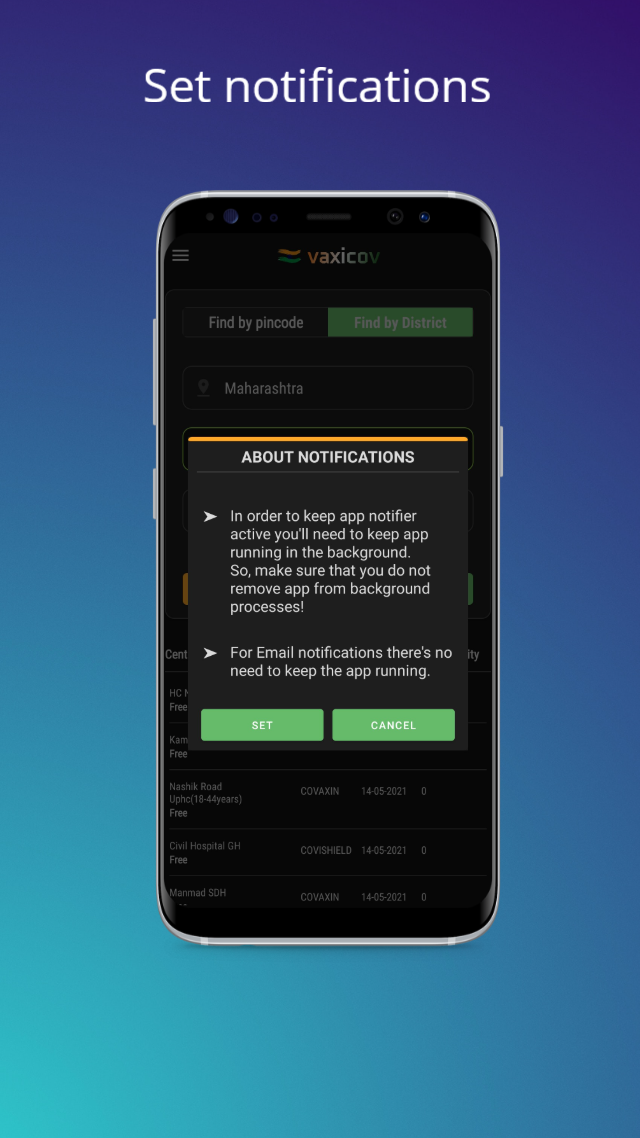 Set notifications
vaxicov
Find by pincode
Find by District
Maharashtra
ABOUT NOTIFICATIONS
➤ In order to keep app notifier
active you'll need to keep app
running in the background.
So, make sure that you do not
remove app from background
processes!
➤ For Email notifications there's no
need to keep the app running.
SET
CANCEL
Free
Free
Nashik Road
Uphc(18-44years)
Free
COVAXIN 14-05-2021 0
Civil Hospital GH
Free
COVISHIELD 14-05-2021 0
Manmad SDH
COVAXIN 14-05-2021 0